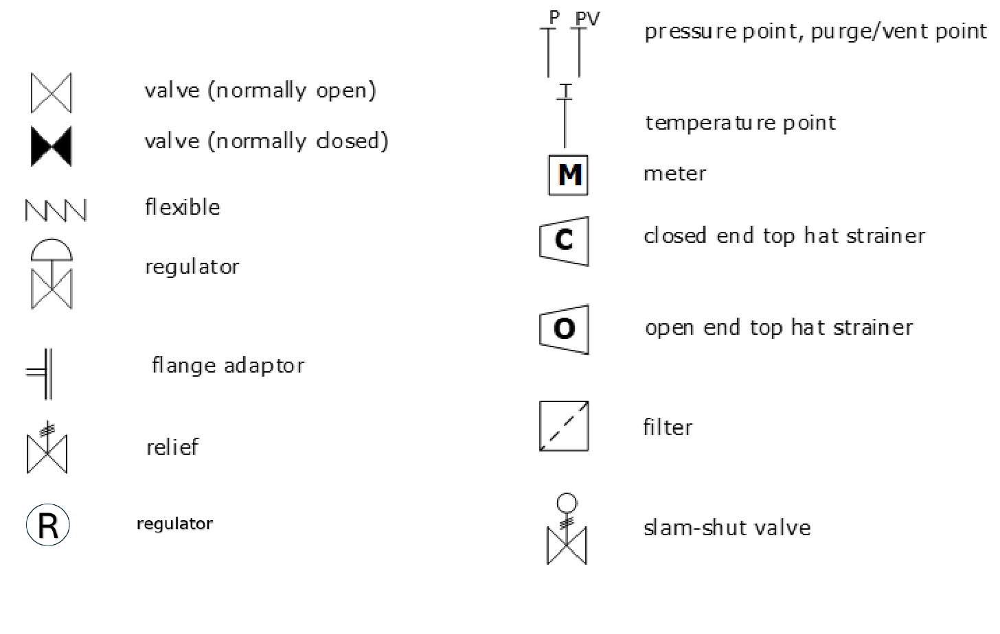 valve (normally open)
valve (normally closed)
flexible
regulator
flange adaptor
relief
R regulator
P PV pressure point, purge/vent point
T temperature point
M meter
C closed end top hat strainer
O open end top hat strainer
filter
slam-shut valve